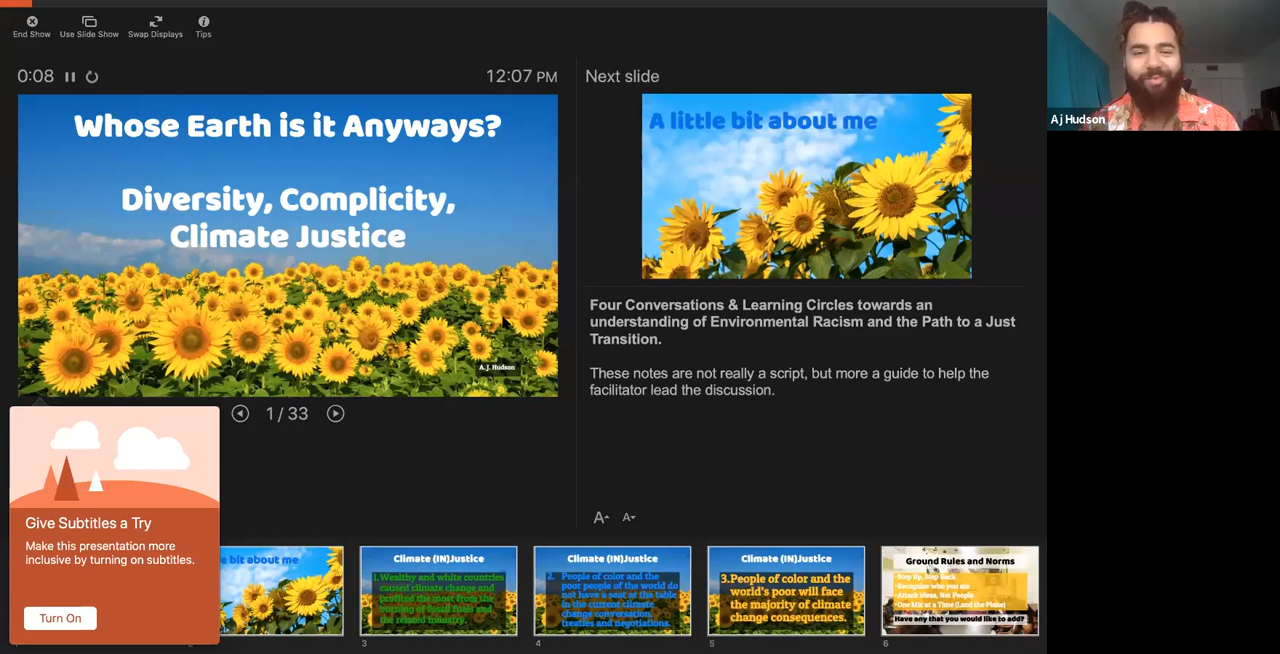 End Show
Use Slide Show
Swap Displays
Tips
0:08
12:07 PM
Next slide
Whose Earth is it Anyways?
Diversity, Complicity,
Climate Justice
A. J. Hudson
A little bit about me
Aj Hudson
Four Conversations & Learning Circles towards an
understanding of Environmental Racism and the Path to a Just
Transition.
These notes are not really a script, but more a guide to help the
facilitator lead the discussion.
1 / 33
A
A
Give Subtitles a Try
Make this presentation more
inclusive by turning on subtitles.
Turn On
bit about me
Climate (IN)Justice
1. Wealthy and white countries
caused climate change and
profited the most from the
burning of fossil fuels and
the related industry.
3
Climate (IN)Justice
2. People of color and the
poor people of the world do
not have a seat at the table
in the current climate
change conversation,
treaties and negotiations.
4
Climate (IN)Justice
3.People of color and the
world's poor will face
the majority of climate
change consequences.
5
Ground Rules and Norms
Step Up, Step Back
Recognize who you Are
Attack Ideas, Not People
One Mic at a Time (Land the Plane)
Have any that you would like to add?
6